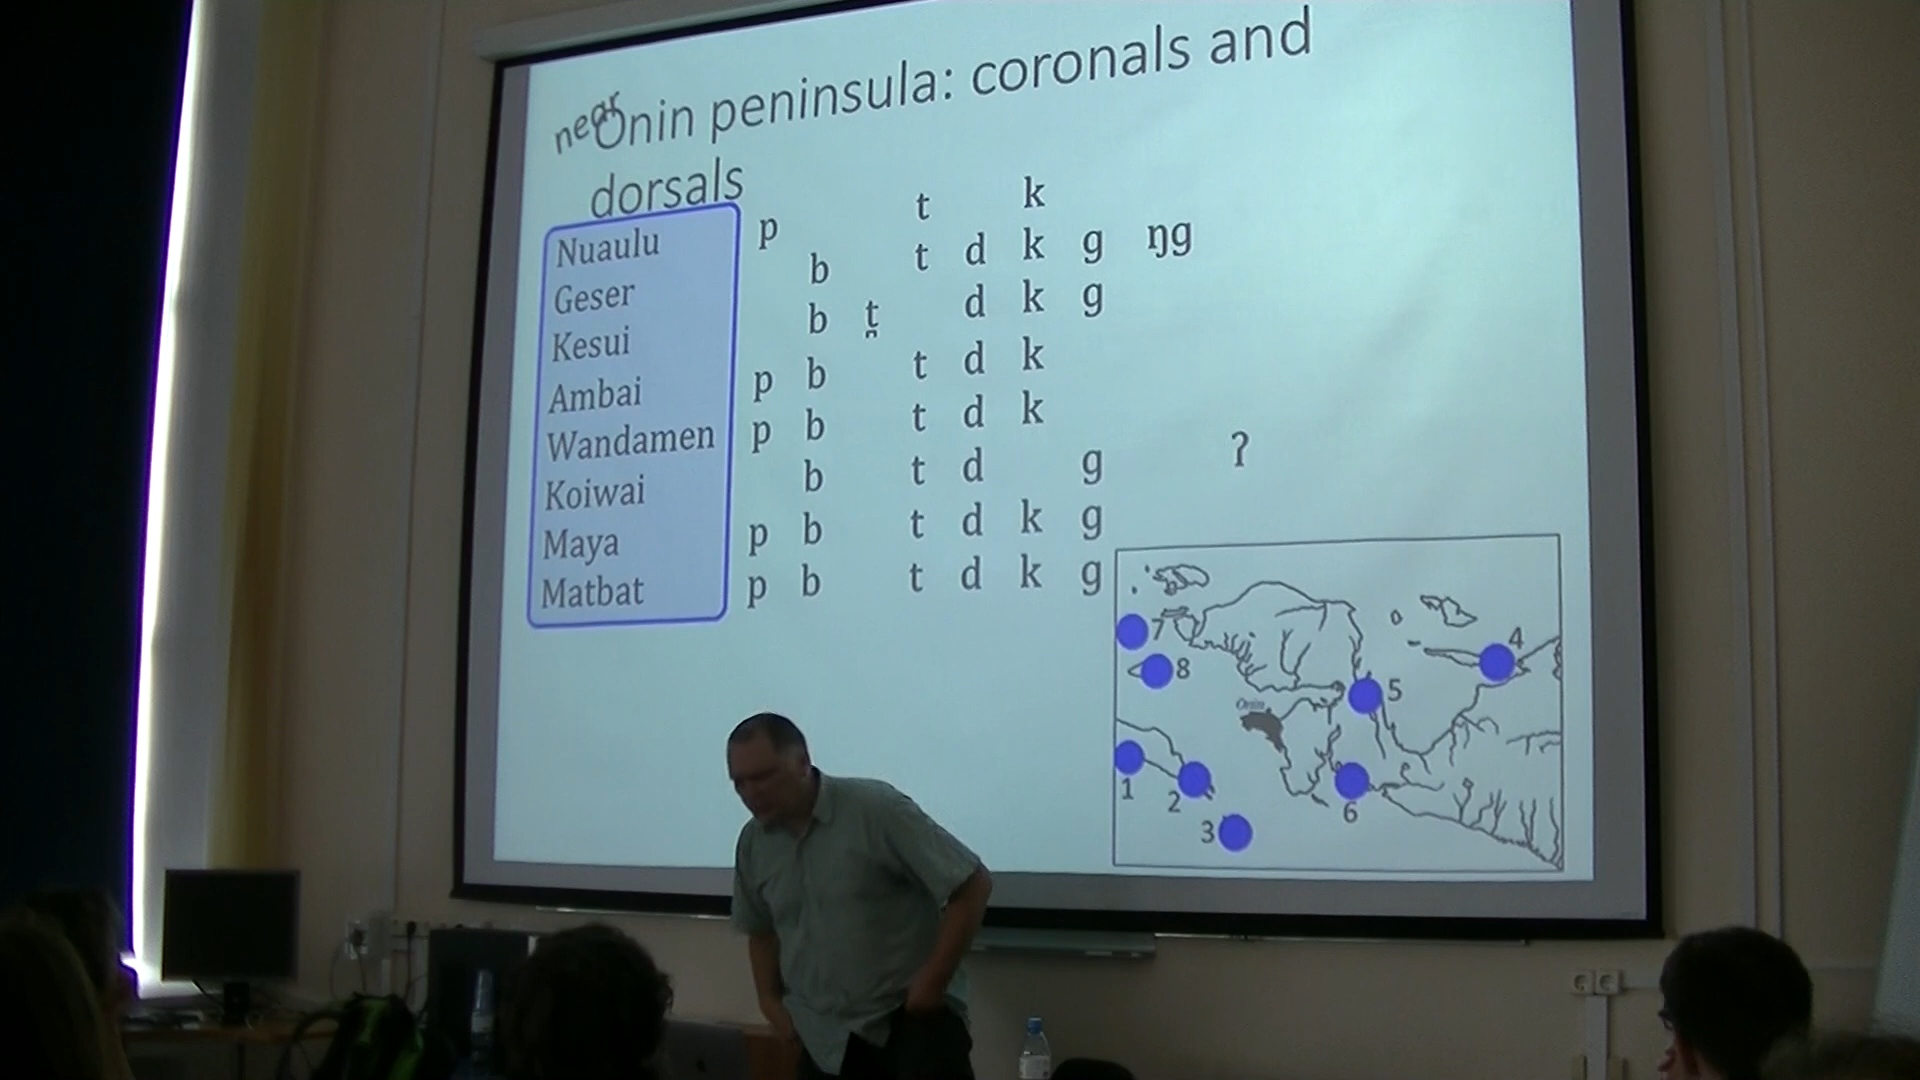 near
Onin peninsula: coronals and
dorsals
Nuaulu p t k
Geser b t d k g ŋg
Kesui b t̪ d k g
Ambai p b t d k
Wandamen p b t d k
Koiwai b t d g ʔ
Maya p b t d k g
Matbat p b t d k g
7
8
4
5
Onin
1
2
3
6